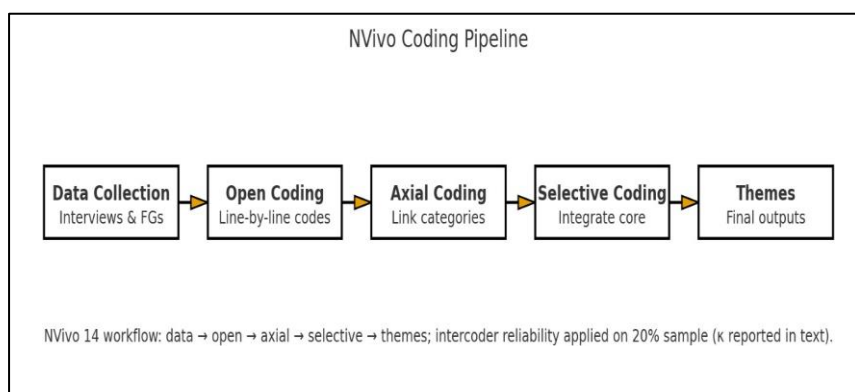 NVivo Coding Pipeline
Data Collection
Interviews & FGs
Open Coding
Line-by-line codes
Axial Coding
Link categories
Selective Coding
Integrate core
Themes
Final outputs
NVivo 14 workflow: data → open → axial → selective → themes; intercoder reliability applied on 20% sample (κ reported in text).